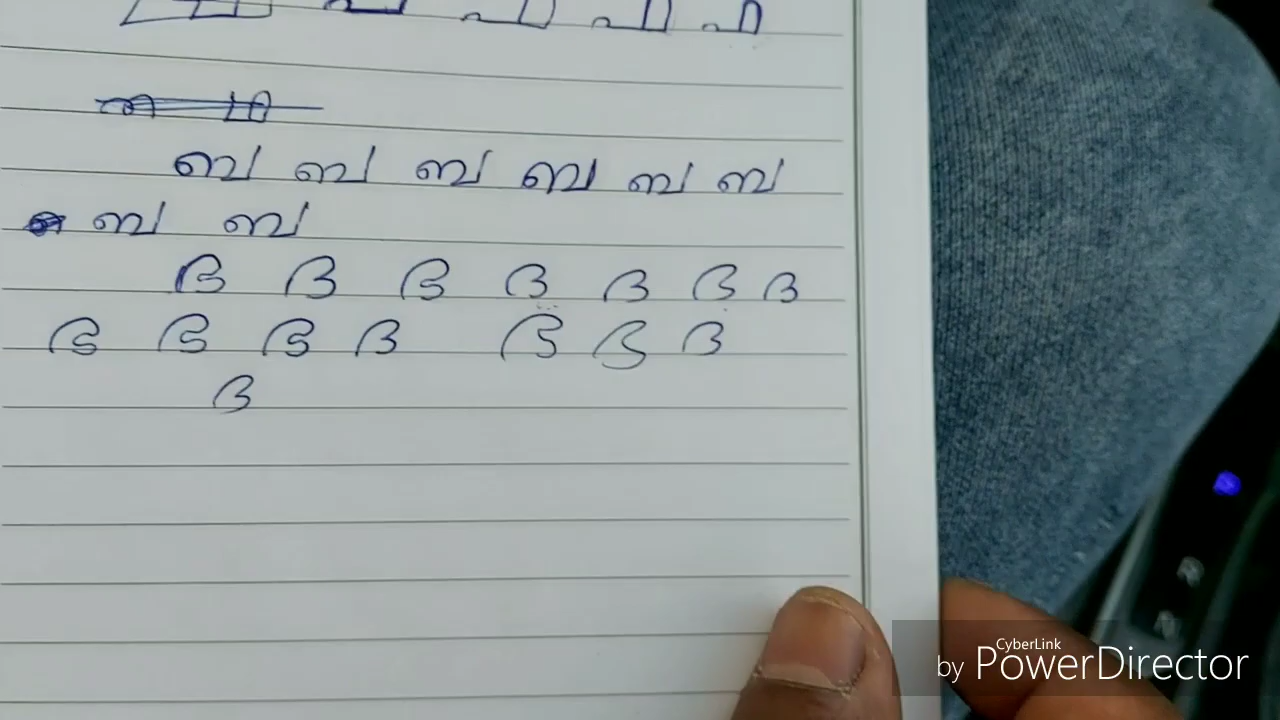 ഫ ഫ ഫ
ബ ബ ബ ബ ബ ബ
ബ ബ
ഭ ഭ ഭ ഭ ഭ ഭ ഭ
ഭ ഭ ഭ ഭ ഭ ഭ ഭ
ഭ
CyberLink
by PowerDirector